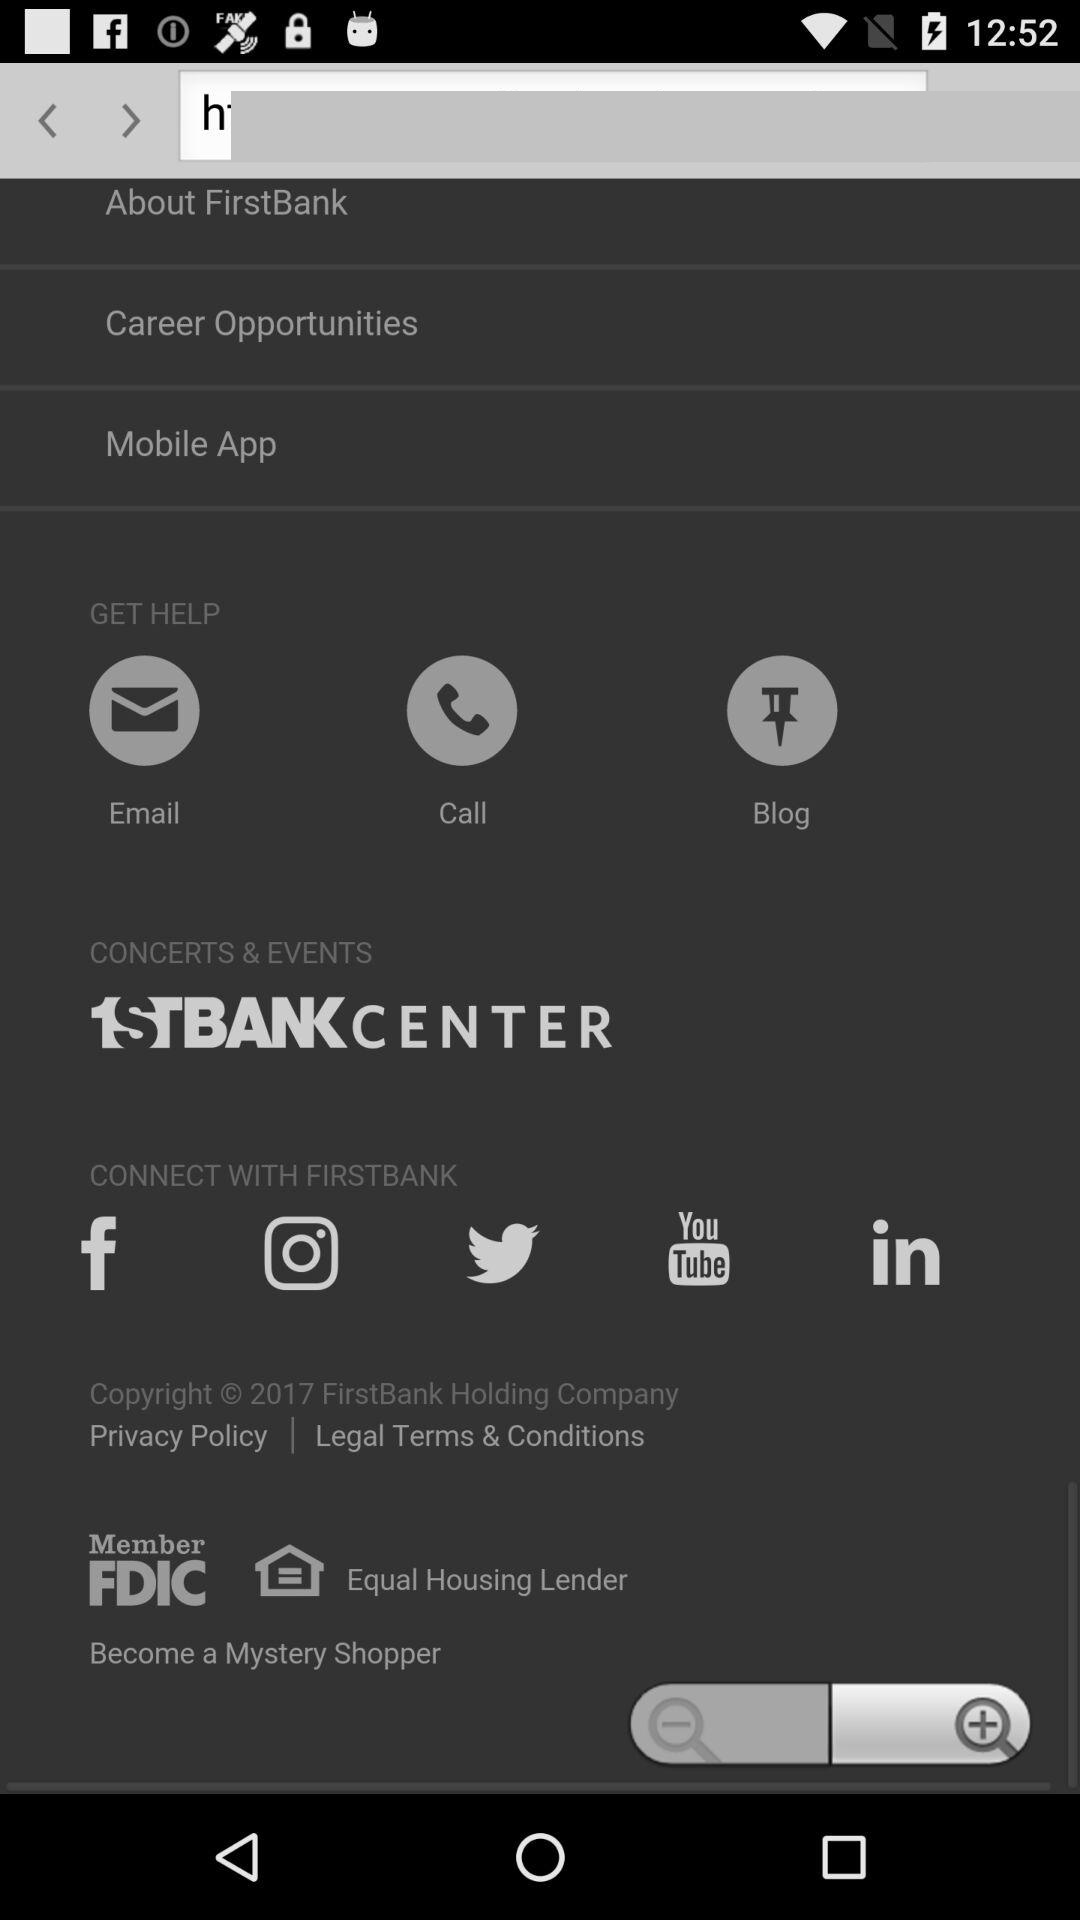 FAKE
12:52
About FirstBank
Career Opportunities
Mobile App
GET HELP
Email Call Blog
CONCERTS & EVENTS
1STBANK CENTER
CONNECT WITH FIRSTBANK
f You Tube in
Copyright © 2017 FirstBank Holding Company
Privacy Policy | Legal Terms & Conditions
Member
FDIC
Equal Housing Lender
Become a Mystery Shopper